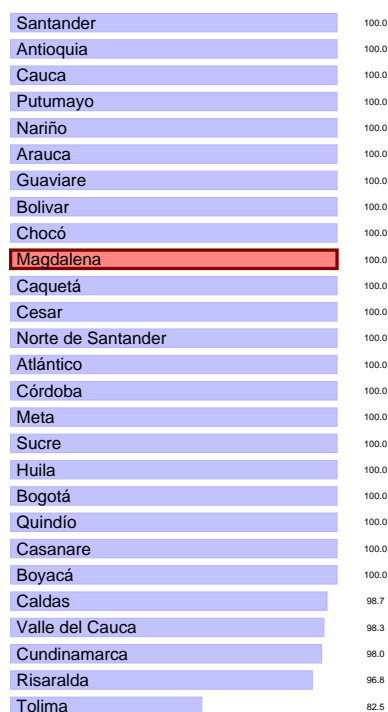 Santander 100.0
Antioquia 100.0
Cauca 100.0
Putumayo 100.0
Nariño 100.0
Arauca 100.0
Guaviare 100.0
Bolivar 100.0
Chocó 100.0
Magdalena 100.0
Caquetá 100.0
Cesar 100.0
Norte de Santander 100.0
Atlántico 100.0
Córdoba 100.0
Meta 100.0
Sucre 100.0
Huila 100.0
Bogotá 100.0
Quindío 100.0
Casanare 100.0
Boyacá 100.0
Caldas 98.7
Valle del Cauca 98.3
Cundinamarca 98.0
Risaralda 96.8
Tolima 82.5